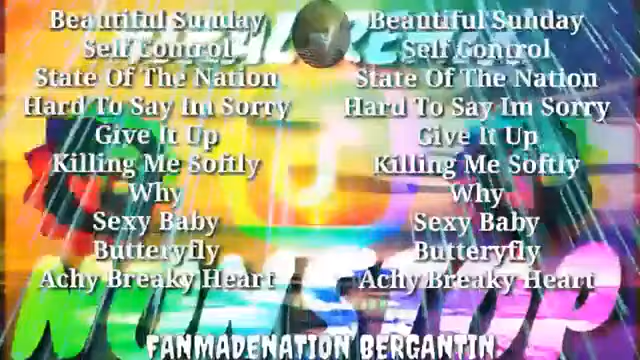 Beautiful Sunday
Self Control
State Of The Nation
Hard To Say Im Sorry
Give It Up
Killing Me Softly
Why
Sexy Baby
Butteryfly
Achy Breaky Heart
Beautiful Sunday
Self Control
State Of The Nation
Hard To Say Im Sorry
Give It Up
Killing Me Softly
Why
Sexy Baby
Butteryfly
Achy Breaky Heart
NONSTOP
FANMADENATION BERGANTIN